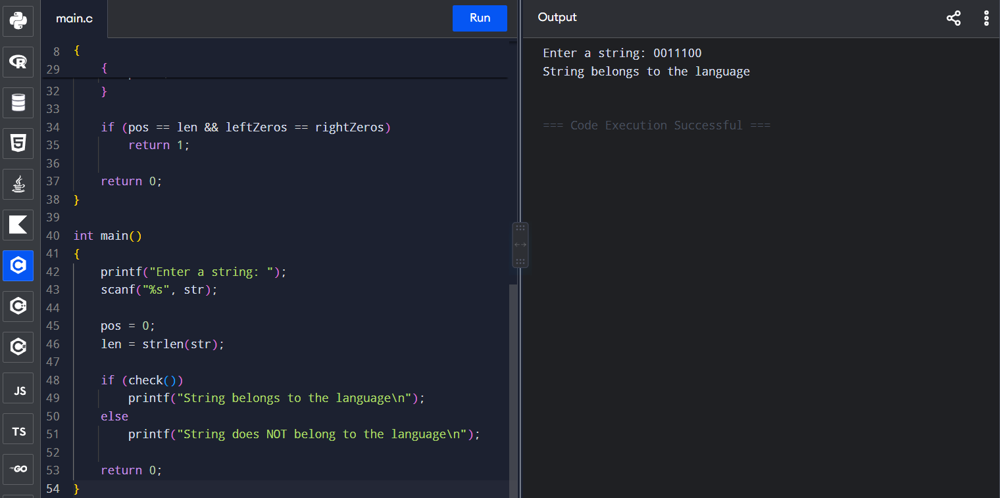 main.c
Run
8 {
29     {
32     }
33
34     if (pos == len && leftZeros == rightZeros)
35         return 1;
36
37     return 0;
38 }
39
40 int main()
41 {
42     printf("Enter a string: ");
43     scanf("%s", str);
44
45     pos = 0;
46     len = strlen(str);
47
48     if (check())
49         printf("String belongs to the language\n");
50     else
51         printf("String does NOT belong to the language\n");
52
53     return 0;
54 }
Output
Enter a string: 0011100
String belongs to the language
=== Code Execution Successful ===
R
5
C
C++
C#
JS
TS
GO